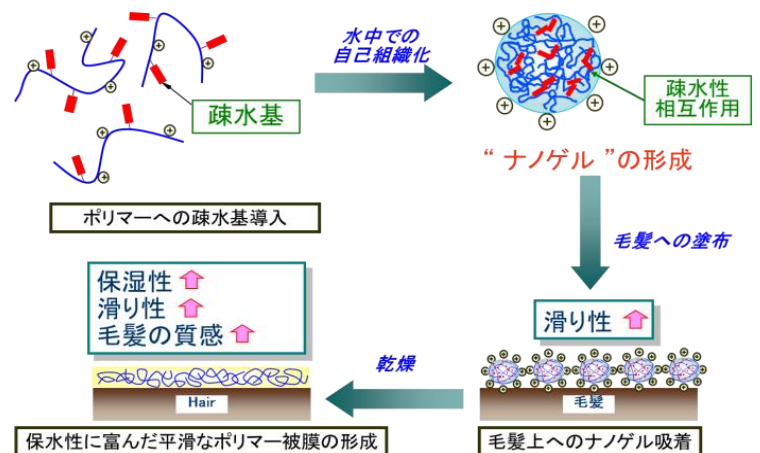 水中での
自己組織化
疎水基
疎水性
相互作用
“ ナノゲル ”の形成
ポリマーへの疎水基導入
毛髪への塗布
保湿性
滑り性
毛髪の質感
滑り性
乾燥
Hair
毛髪
保水性に富んだ平滑なポリマー被膜の形成
毛髪上へのナノゲル吸着